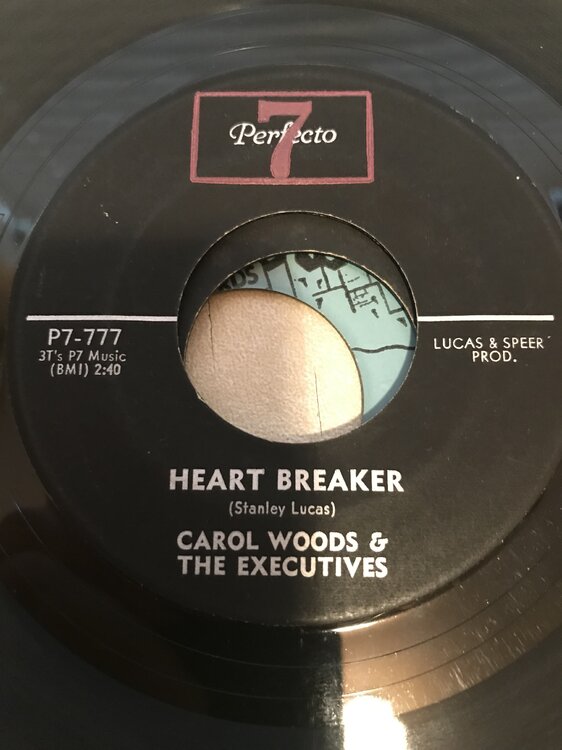 7
Perfecto
P7-777
3T's P7 Music
(BMI) 2:40
LUCAS & SPEER
PROD.
HEART BREAKER
(Stanley Lucas)
CAROL WOODS &
THE EXECUTIVES